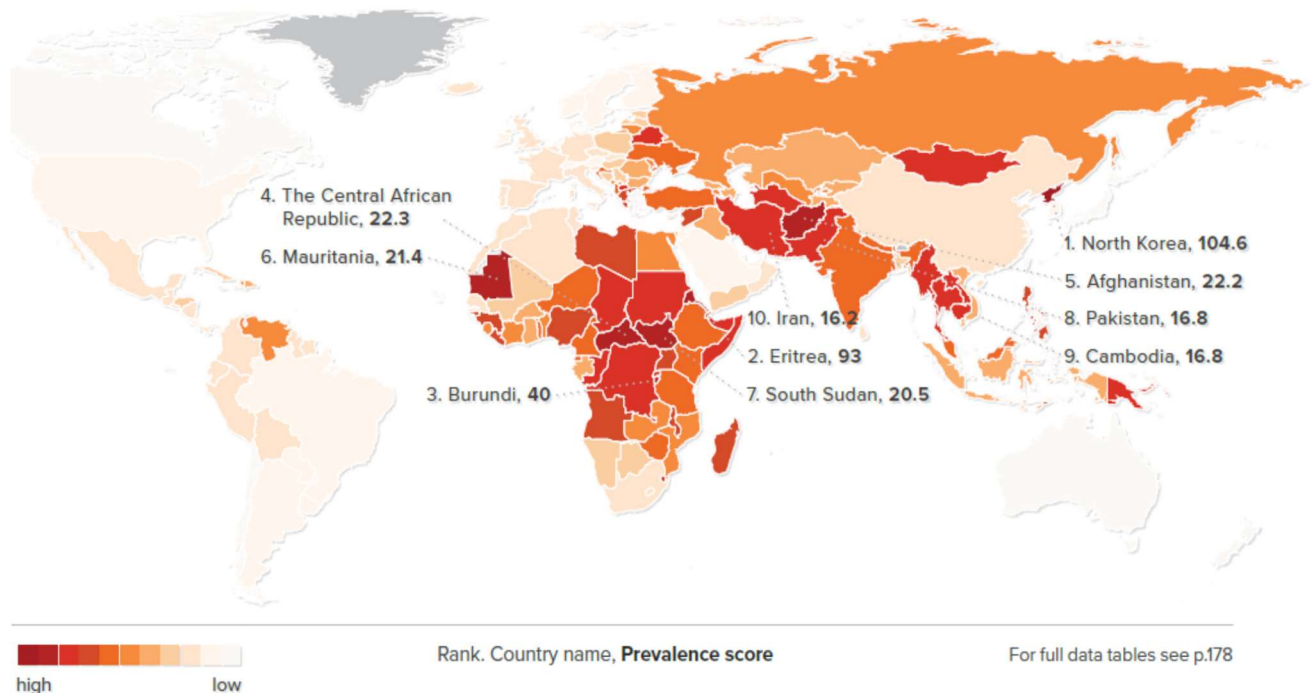 4. The Central African
Republic, 22.3
6. Mauritania, 21.4
1. North Korea, 104.6
5. Afghanistan, 22.2
10. Iran, 16.2
8. Pakistan, 16.8
2. Eritrea, 93
9. Cambodia, 16.8
3. Burundi, 40
7. South Sudan, 20.5
Rank. Country name, Prevalence score
For full data tables see p.178
high
low